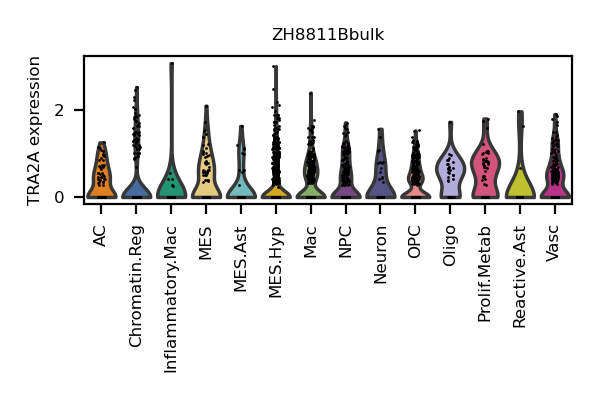 ZH8811Bbulk
TRA2A expression
2
0
AC
Chromatin.Reg
Inflammatory.Mac
MES
MES.Ast
MES.Hyp
Mac
NPC
Neuron
OPC
Oligo
Prolif.Metab
Reactive.Ast
Vasc